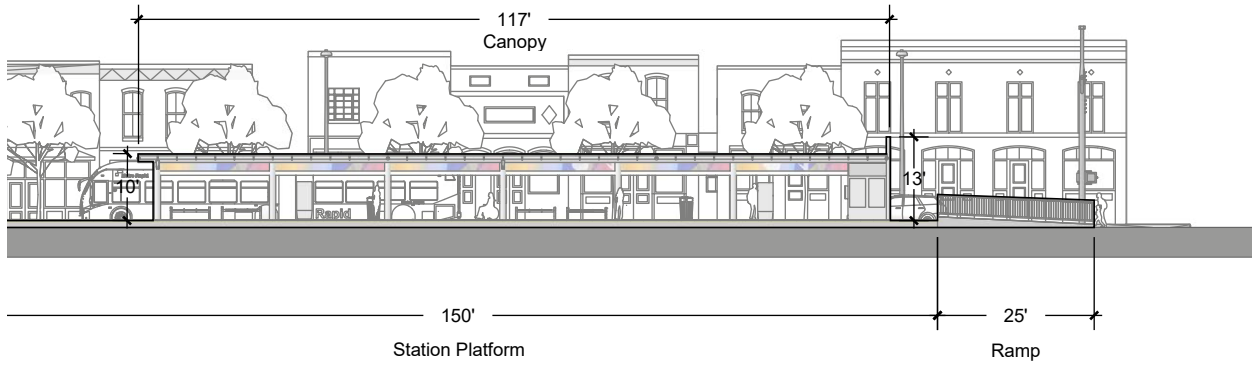 117'
Canopy
10'
13'
Rapid
150'
25'
Station Platform
Ramp